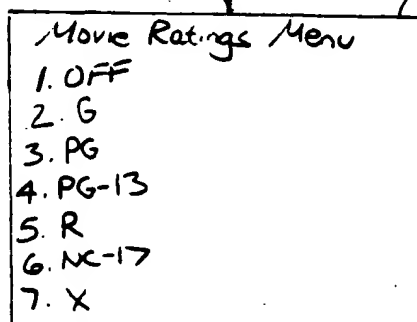 Movie Ratings Menu
1. OFF
2. G
3. PG
4. PG-13
5. R
6. NC-17
7. X